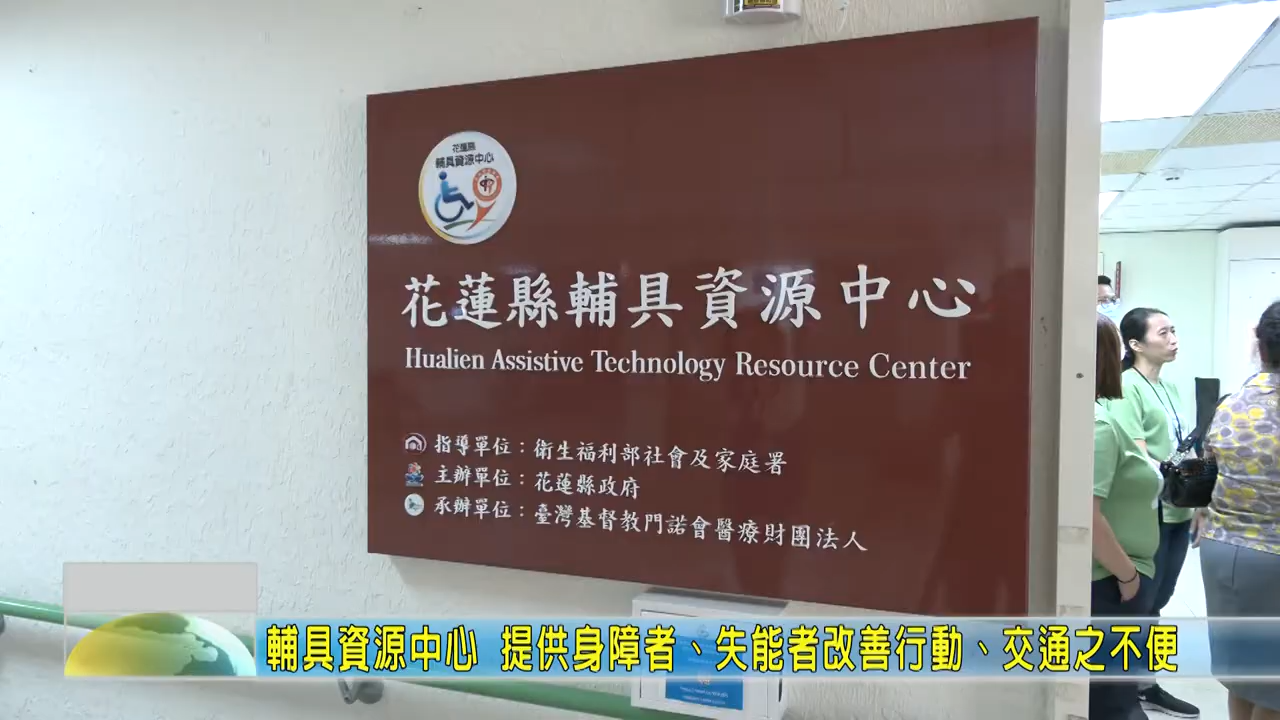 花蓮縣
輔具資源中心
花蓮縣輔具資源中心
Hualien Assistive Technology Resource Center
指導單位：衛生福利部社會及家庭署
主辦單位：花蓮縣政府
承辦單位：臺灣基督教門諾會醫療財團法人
輔具資源中心 提供身障者、失能者改善行動、交通之不便